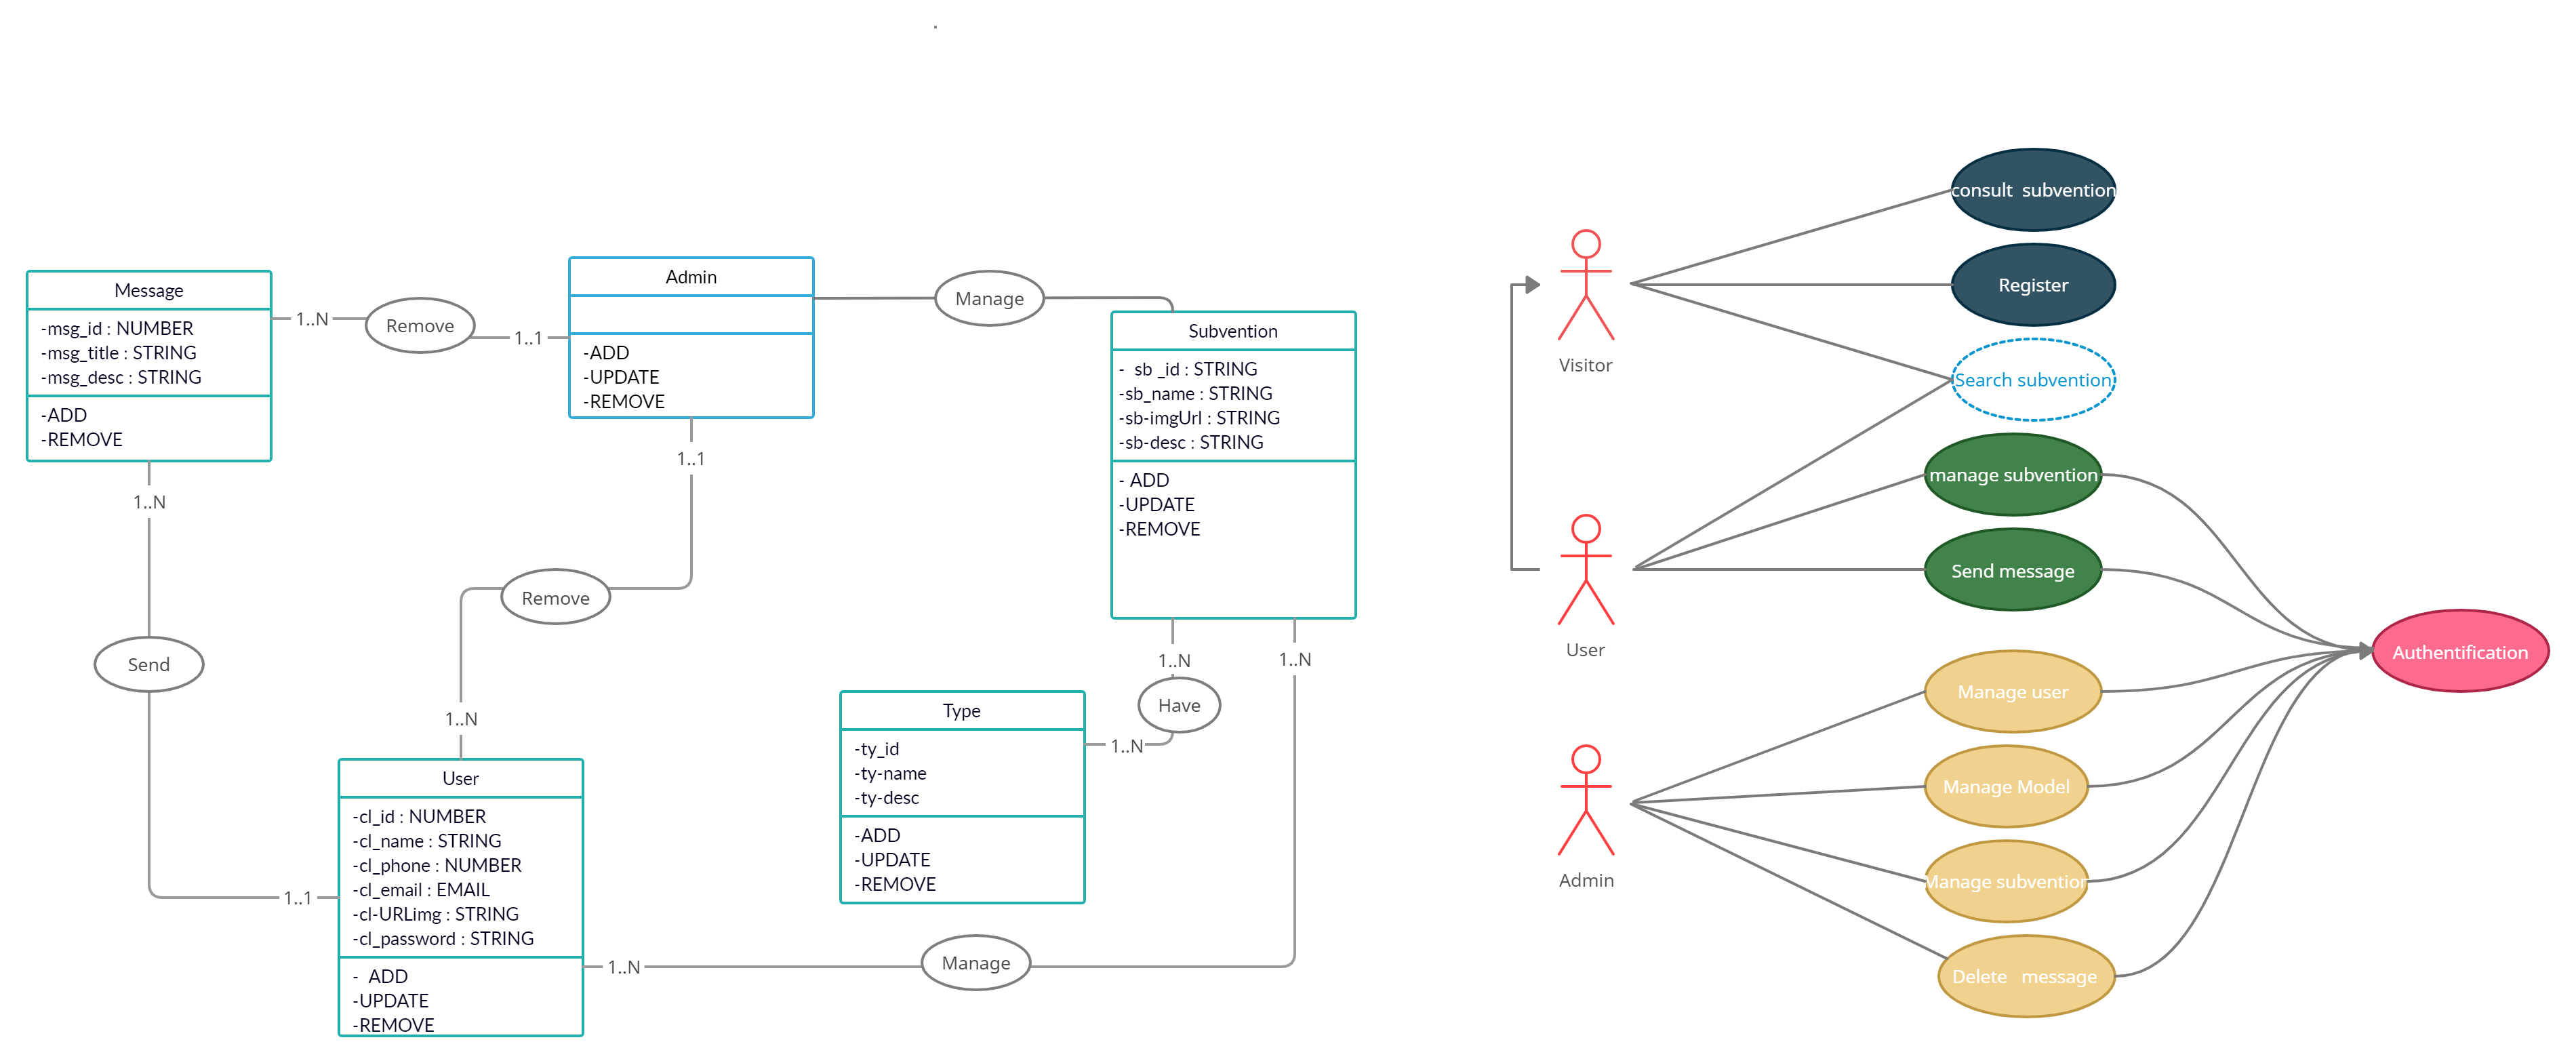 Message
-msg_id : NUMBER
-msg_title : STRING
-msg_desc : STRING
-ADD
-REMOVE
1..N
Remove
1..1
Admin
-ADD
-UPDATE
-REMOVE
Manage
Subvention
- sb _id : STRING
-sb_name : STRING
-sb-imgUrl : STRING
-sb-desc : STRING
- ADD
-UPDATE
-REMOVE
1..N
1..1
Remove
1..N
Send
1..1
User
-cl_id : NUMBER
-cl_name : STRING
-cl_phone : NUMBER
-cl_email : EMAIL
-cl-URLimg : STRING
-cl_password : STRING
- ADD
-UPDATE
-REMOVE
1..N
Manage
1..N
1..N
Have
1..N
Type
-ty_id
-ty-name
-ty-desc
-ADD
-UPDATE
-REMOVE
Visitor
User
Admin
consult subvention
Register
Search subvention
manage subvention
Send message
Manage user
Manage Model
Manage subvention
Delete message
Authentification